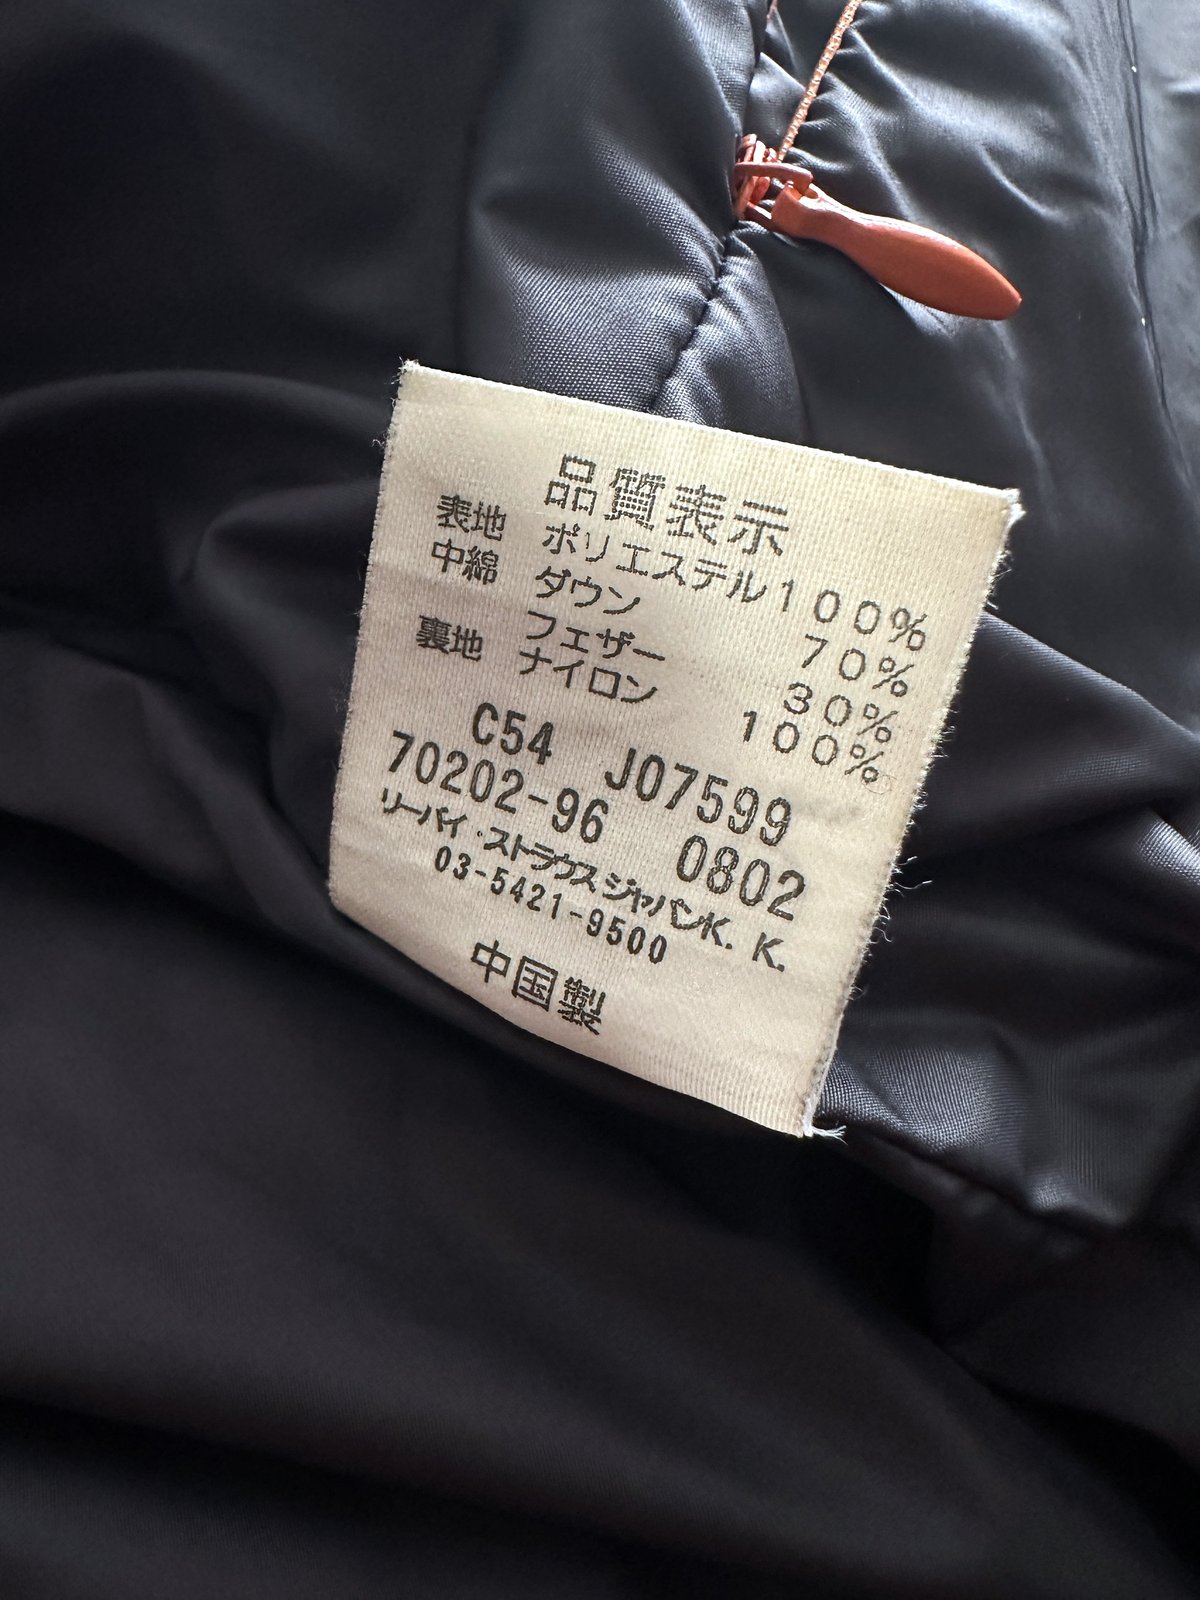 品質表示
表地 ポリエステル100%
中綿 ダウン 70%
フェザー 30%
裏地 ナイロン 100%
C54 J07599
70202-96 0802
リーバイ・ストラウス ジャパンK.K.
03-5421-9500
中国製